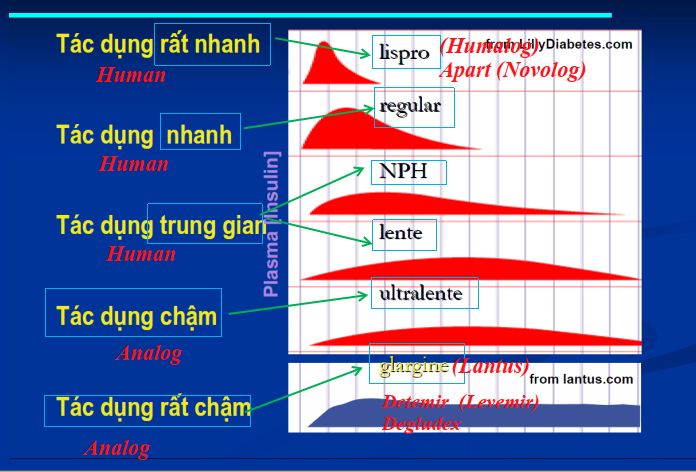 Tác dụng rất nhanh
Human
lispro (Humalog)
from LillyDiabetes.com
Apart (Novolog)
regular
Tác dụng nhanh
Human
NPH
Tác dụng trung gian
Human
lente
Plasma [Insulin]
ultralente
Tác dụng chậm
Analog
glargine (Lantus)
from lantus.com
Tác dụng rất chậm
Detemir (Levemir)
Degludex
Analog